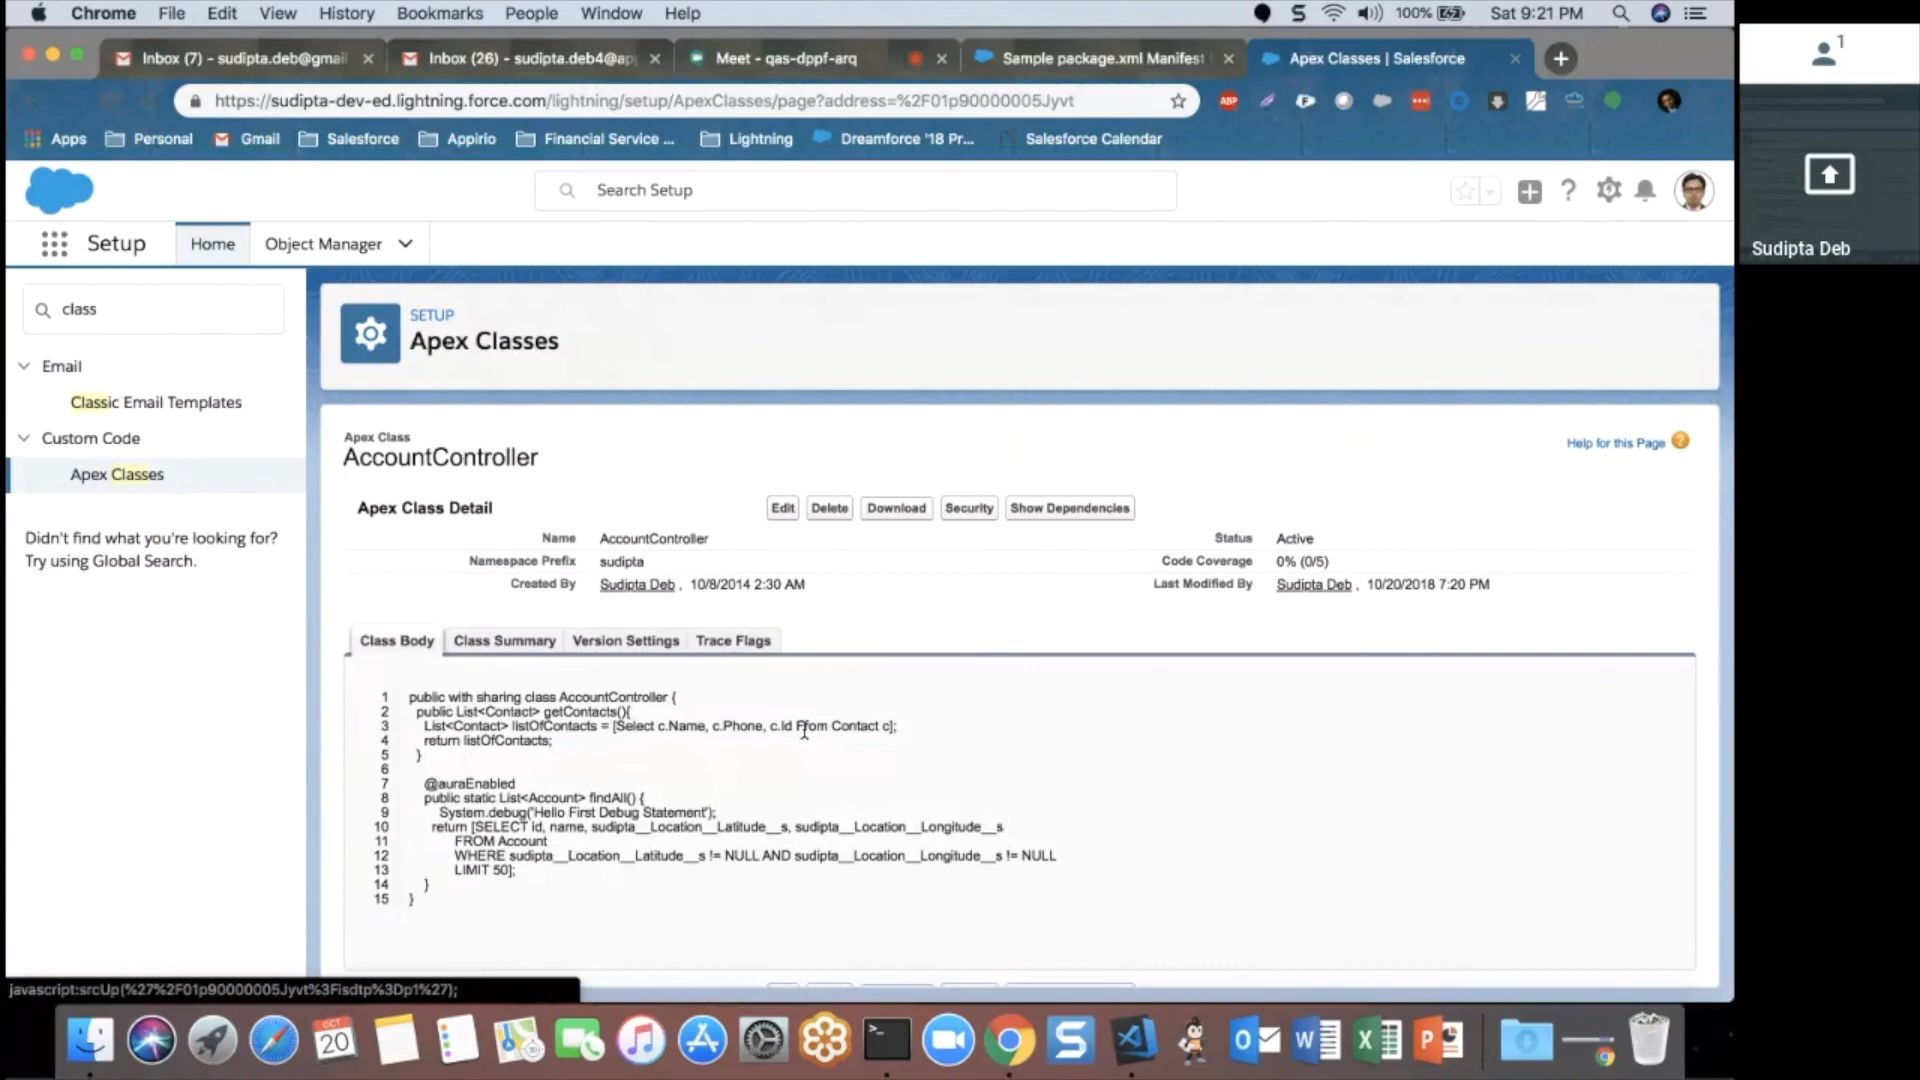 Chrome File Edit View History Bookmarks People Window Help 100% Sat 9:21 PM
Inbox (7) - sudipta.deb@gmail Inbox (26) - sudipta.deb4@ap Meet - qas-dppf-arq Sample package.xml Manifest Apex Classes | Salesforce
https://sudipta-dev-ed.lightning.force.com/lightning/setup/ApexClasses/page?address=%2F01p90000005Jyvt
ABP
Apps Personal Gmail Salesforce Appirio Financial Service ... Lightning Dreamforce '18 Pr... Salesforce Calendar
1
Sudipta Deb
Search Setup
Setup Home Object Manager
class
Email
Classic Email Templates
Custom Code
Apex Classes
Didn't find what you're looking for?
Try using Global Search.
SETUP
Apex Classes
Apex Class
AccountController
Help for this Page
Apex Class Detail Edit Delete Download Security Show Dependencies
Name AccountController Status Active
Namespace Prefix sudipta Code Coverage 0% (0/5)
Created By Sudipta Deb , 10/8/2014 2:30 AM Last Modified By Sudipta Deb , 10/20/2018 7:20 PM
Class Body Class Summary Version Settings Trace Flags
1 public with sharing class AccountController {
2 public List<Contact> getContacts(){
3 List<Contact> listOfContacts = [Select c.Name, c.Phone, c.Id From Contact c];
4 return listOfContacts;
5 }
6
7 @auraEnabled
8 public static List<Account> findAll() {
9 System.debug('Hello First Debug Statement');
10 return [SELECT id, name, sudipta__Location__Latitude__s, sudipta__Location__Longitude__s
11 FROM Account
12 WHERE sudipta__Location__Latitude__s != NULL AND sudipta__Location__Longitude__s != NULL
13 LIMIT 50];
14 }
15 }
javascript:srcUp(%27%2F01p90000005Jyvt%3Fisdtp%3Dp1%27);
OCT
20